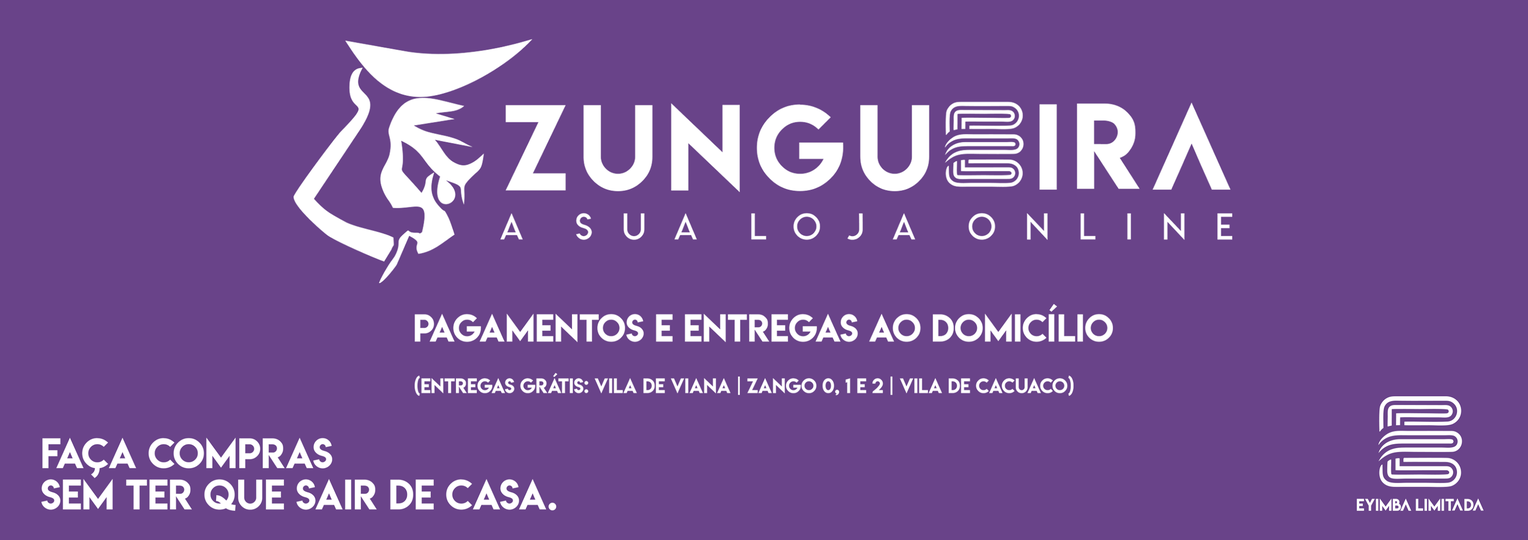 ZUNGUEIRA
A SUA LOJA ONLINE
PAGAMENTOS E ENTREGAS AO DOMICÍLIO
(ENTREGAS GRÁTIS: VILA DE VIANA | ZANGO 0, 1 E 2 | VILA DE CACUACO)
FAÇA COMPRAS
SEM TER QUE SAIR DE CASA.
EYIMBA LIMITADA